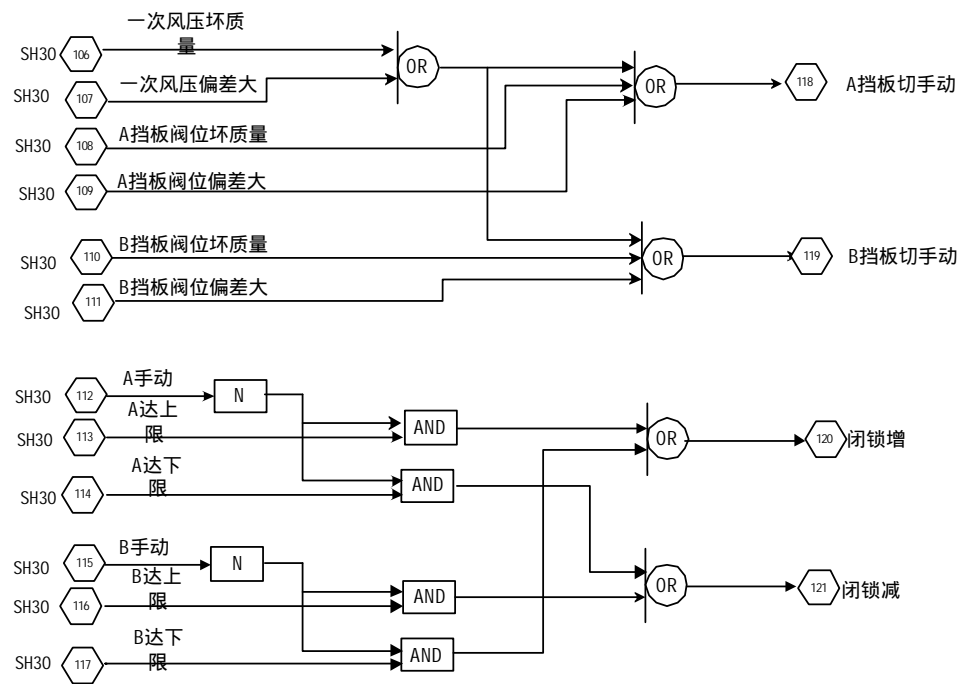 一次风压坏质
量
SH30 106
OR
一次风压偏差大
SH30 107
OR
118 A挡板切手动
A挡板阀位坏质量
SH30 108
A挡板阀位偏差大
SH30 109
B挡板阀位坏质量
SH30 110
OR
119 B挡板切手动
B挡板阀位偏差大
SH30 111
A手动
SH30 112
N
A达上
限
SH30 113
AND
OR
120 闭锁增
A达下
限
SH30 114
AND
B手动
SH30 115
N
B达上
限
SH30 116
AND
OR
121 闭锁减
B达下
限
SH30 117
AND